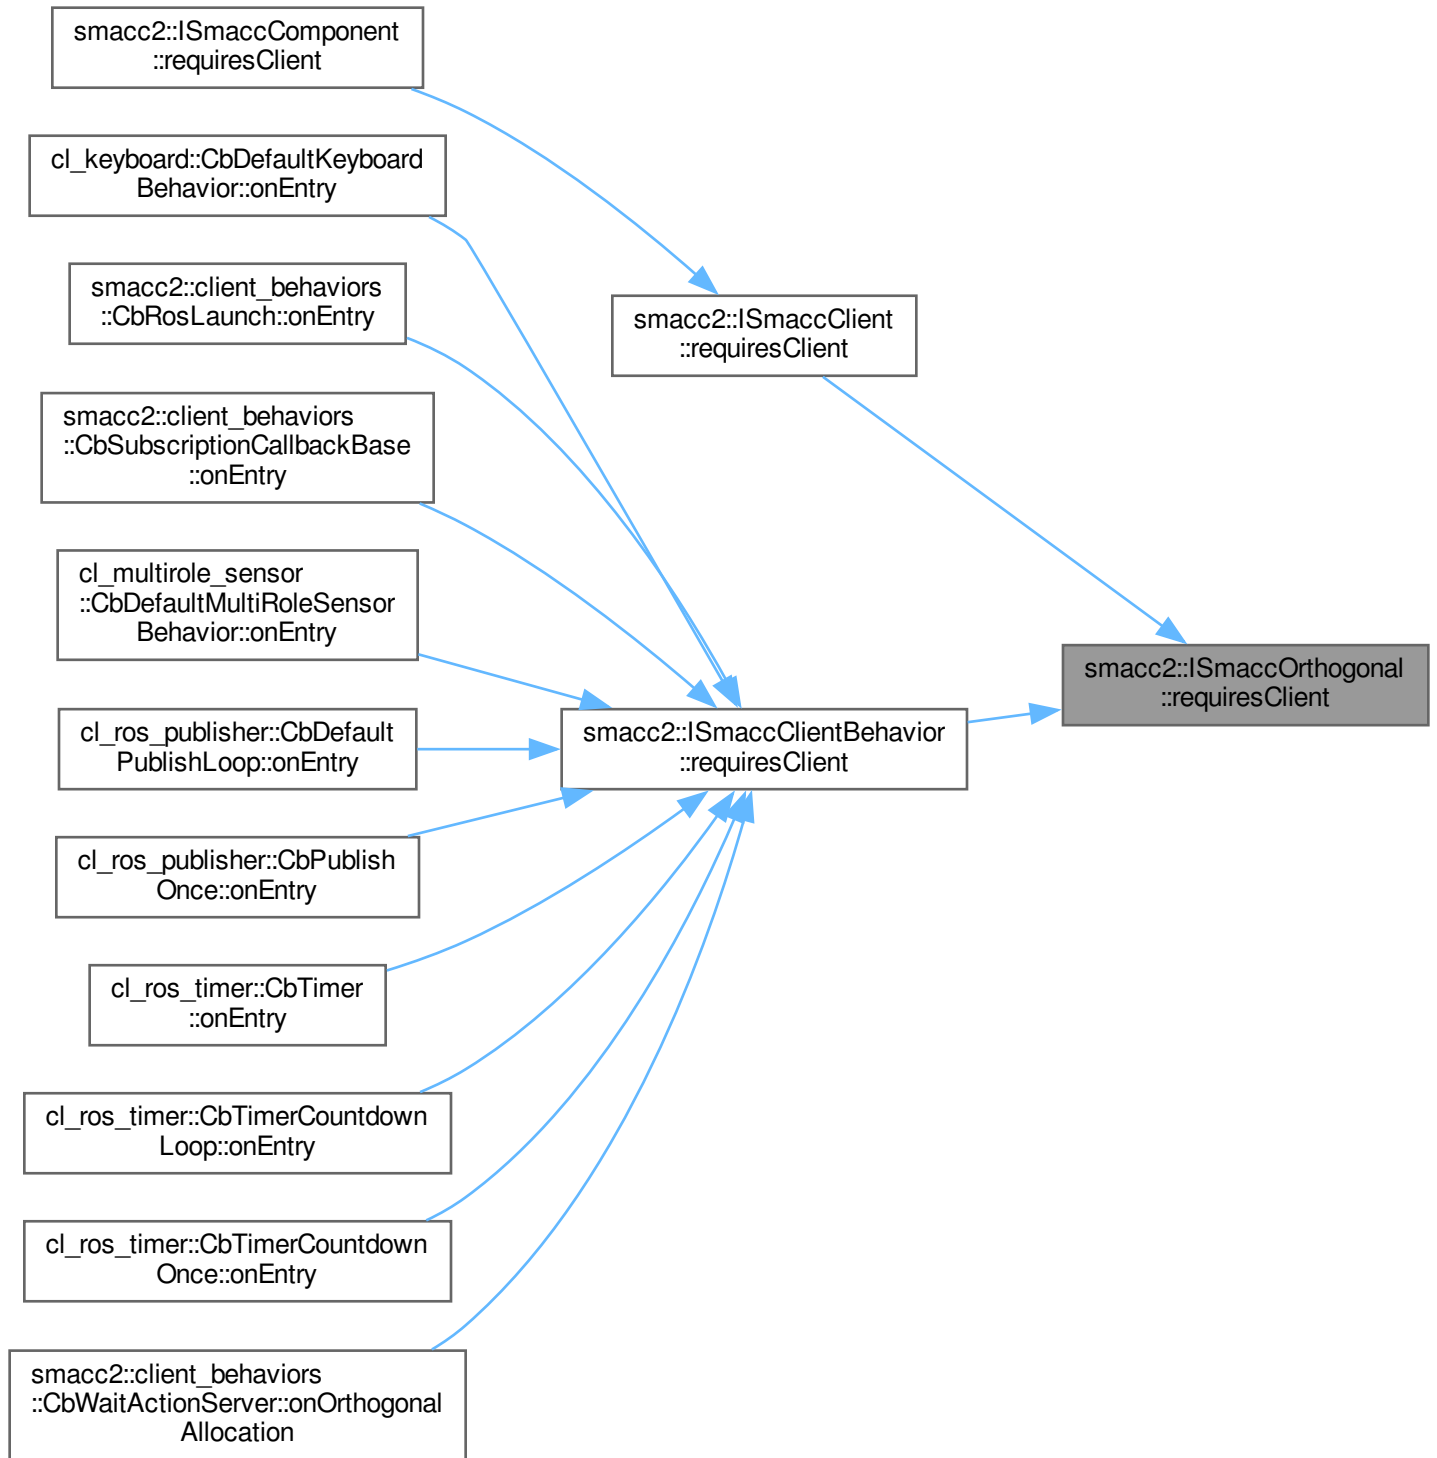 smacc2::ISmaccComponent
::requiresClient
cl_keyboard::CbDefaultKeyboard
Behavior::onEntry
smacc2::client_behaviors
::CbRosLaunch::onEntry
smacc2::ISmaccClient
::requiresClient
smacc2::client_behaviors
::CbSubscriptionCallbackBase
::onEntry
cl_multirole_sensor
::CbDefaultMultiRoleSensor
Behavior::onEntry
smacc2::ISmaccOrthogonal
::requiresClient
cl_ros_publisher::CbDefault
PublishLoop::onEntry
smacc2::ISmaccClientBehavior
::requiresClient
cl_ros_publisher::CbPublish
Once::onEntry
cl_ros_timer::CbTimer
::onEntry
cl_ros_timer::CbTimerCountdown
Loop::onEntry
cl_ros_timer::CbTimerCountdown
Once::onEntry
smacc2::client_behaviors
::CbWaitActionServer::onOrthogonal
Allocation